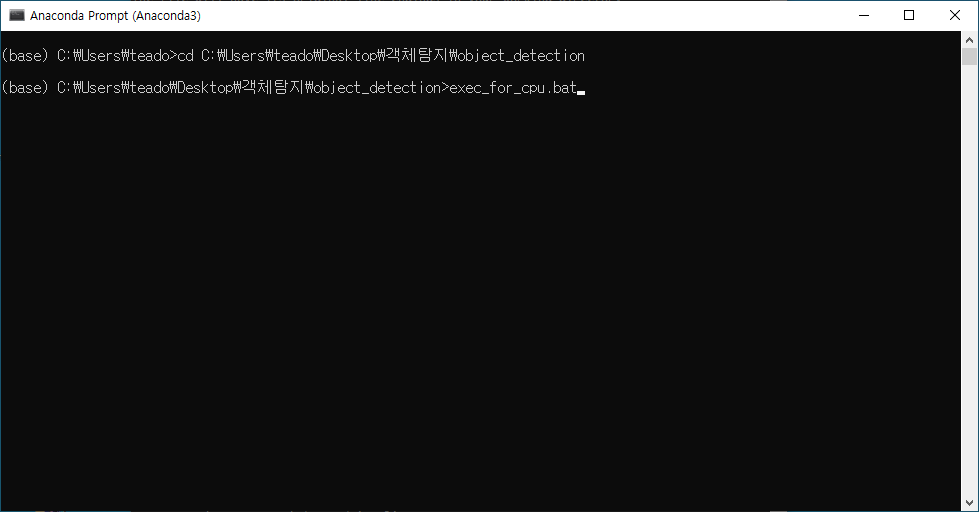 Anaconda Prompt (Anaconda3)
(base) C:₩Users₩teado>cd C:₩Users₩teado₩Desktop₩객체탐지₩object_detection
(base) C:₩Users₩teado₩Desktop₩객체탐지₩object_detection>exec_for_cpu.bat